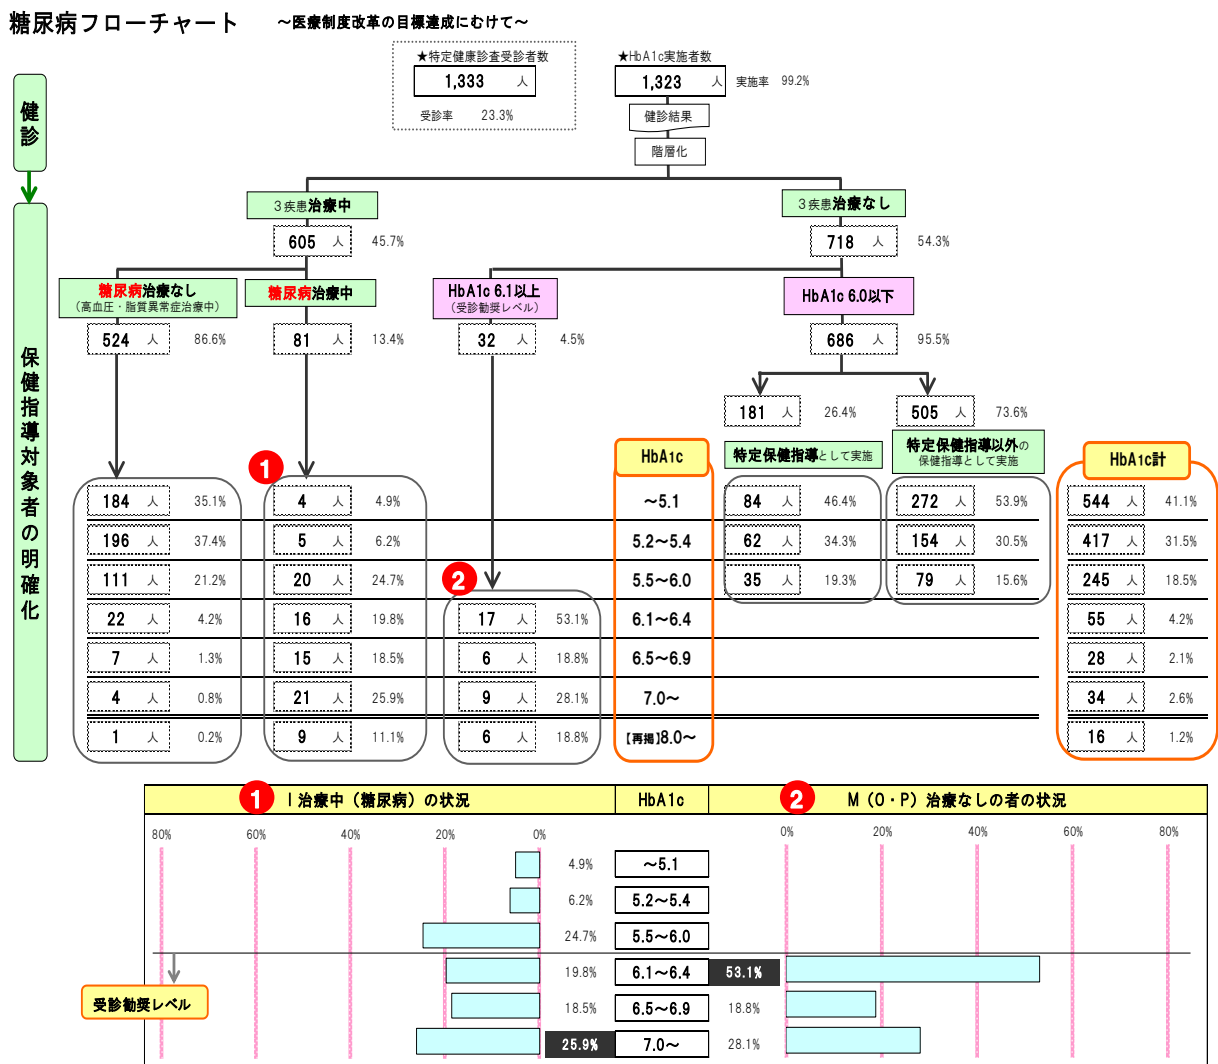 糖尿病フローチャート ～医療制度改革の目標達成にむけて～
★特定健康診査受診者数 ★HbA1c実施者数
1,333 人 1,323 人 実施率 99.2%
受診率 23.3% 健診結果
健診
階層化
3疾患治療中 3疾患治療なし
605 人 45.7% 718 人 54.3%
糖尿病治療なし 糖尿病治療中 HbA1c 6.1以上 HbA1c 6.0以下
（高血圧・脂質異常症治療中） （受診勧奨レベル）
524 人 86.6% 81 人 13.4% 32 人 4.5% 686 人 95.5%
保健指導対象者の明確化
181 人 26.4% 505 人 73.6%
HbA1c 特定保健指導として実施 特定保健指導以外の HbA1c計
保健指導として実施
1
184 人 35.1% 4 人 4.9% ～5.1 84 人 46.4% 272 人 53.9% 544 人 41.1%
196 人 37.4% 5 人 6.2% 5.2～5.4 62 人 34.3% 154 人 30.5% 417 人 31.5%
111 人 21.2% 20 人 24.7% 2 5.5～6.0 35 人 19.3% 79 人 15.6% 245 人 18.5%
22 人 4.2% 16 人 19.8% 17 人 53.1% 6.1～6.4 55 人 4.2%
7 人 1.3% 15 人 18.5% 6 人 18.8% 6.5～6.9 28 人 2.1%
4 人 0.8% 21 人 25.9% 9 人 28.1% 7.0～ 34 人 2.6%
1 人 0.2% 9 人 11.1% 6 人 18.8% 【再掲】8.0～ 16 人 1.2%
1 I 治療中（糖尿病）の状況 HbA1c 2 M（O・P）治療なしの者の状況
80% 60% 40% 20% 0% 0% 20% 40% 60% 80%
4.9% ～5.1
6.2% 5.2～5.4
24.7% 5.5～6.0
19.8% 6.1～6.4 53.1%
受診勧奨レベル 18.5% 6.5～6.9 18.8%
25.9% 7.0～ 28.1%